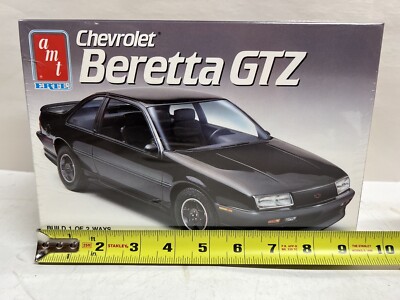 amt
ERTL
Chevrolet
Beretta GTZ
BUILD 1 OF 2 WAYS
2 STANLEY 3 4 5 6 7 8 9 10